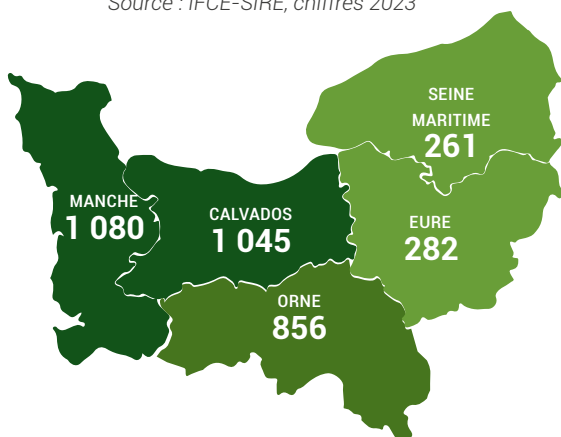 Source : IFCE-SIRE, chiffres 2023
SEINE
MARITIME
261
MANCHE
1 080
CALVADOS
1 045
EURE
282
ORNE
856